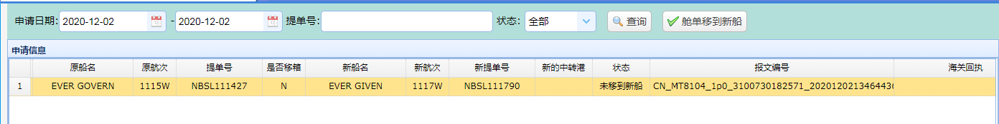 申请日期: 2020-12-02 - 2020-12-02 提单号: 状态: 全部 查询 舱单移到新船
申请信息
原船名 原航次 提单号 是否移箱 新船名 新航次 新提单号 新的中转港 状态 报文编号 海关回执
1 EVER GOVERN 1115W NBSL111427 N EVER GIVEN 1117W NBSL111790 未移到新船 CN_MT8104_1p0_3100730182571_2020120213464436